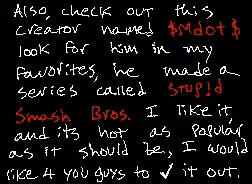 Also, check out this
creator named $Mdot$
look for him in my
favorites, he made a
series called Stup!d
Smash Bros. I like it,
and its not as popular
as it should be, I would
like 4 you guys to ✓ it out.